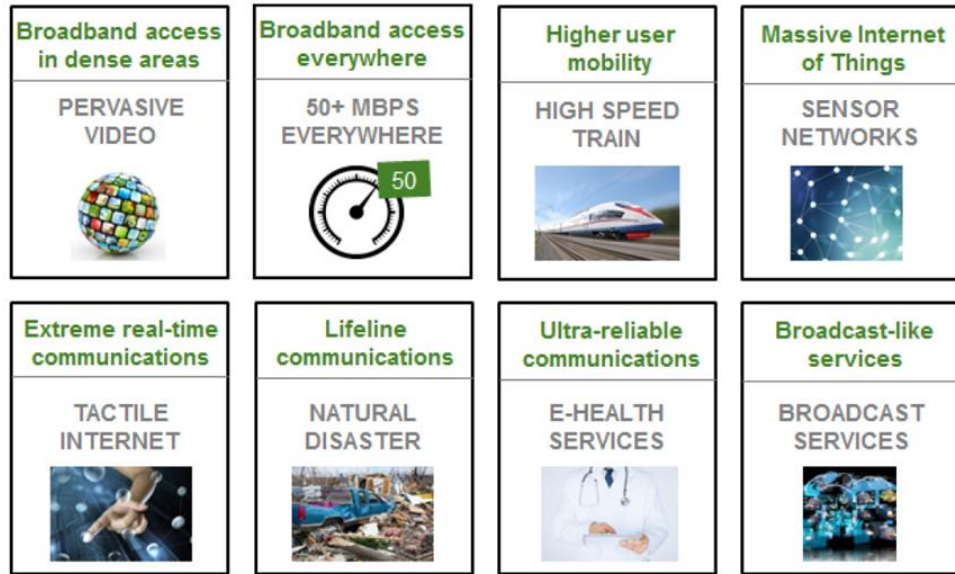 Broadband access
in dense areas
PERVASIVE
VIDEO
Broadband access
everywhere
50+ MBPS
EVERYWHERE
50
Higher user
mobility
HIGH SPEED
TRAIN
Massive Internet
of Things
SENSOR
NETWORKS
Extreme real-time
communications
TACTILE
INTERNET
Lifeline
communications
NATURAL
DISASTER
Ultra-reliable
communications
E-HEALTH
SERVICES
Broadcast-like
services
BROADCAST
SERVICES